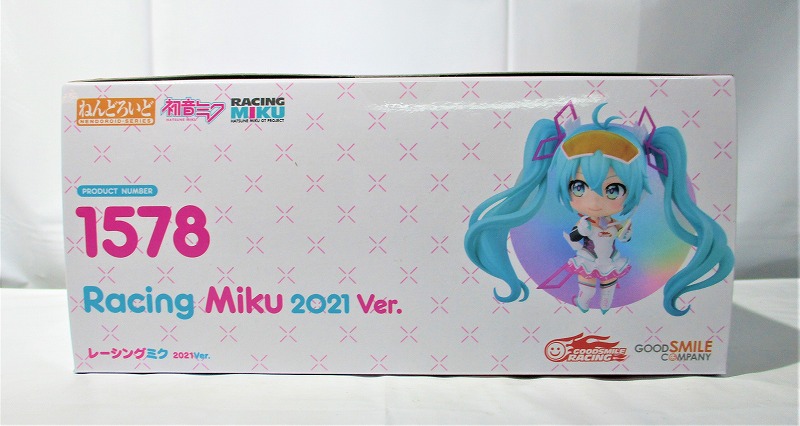 ねんどろいど
NENDOROID SERIES
初音ミク
HATSUNE MIKU
RACING
MIKU
HATSUNE MIKU GT PROJECT
PRODUCT NUMBER
1578
Racing Miku 2021 Ver.
レーシングミク 2021Ver.
GOODSMILE
RACING
GOODSMILE
COMPANY